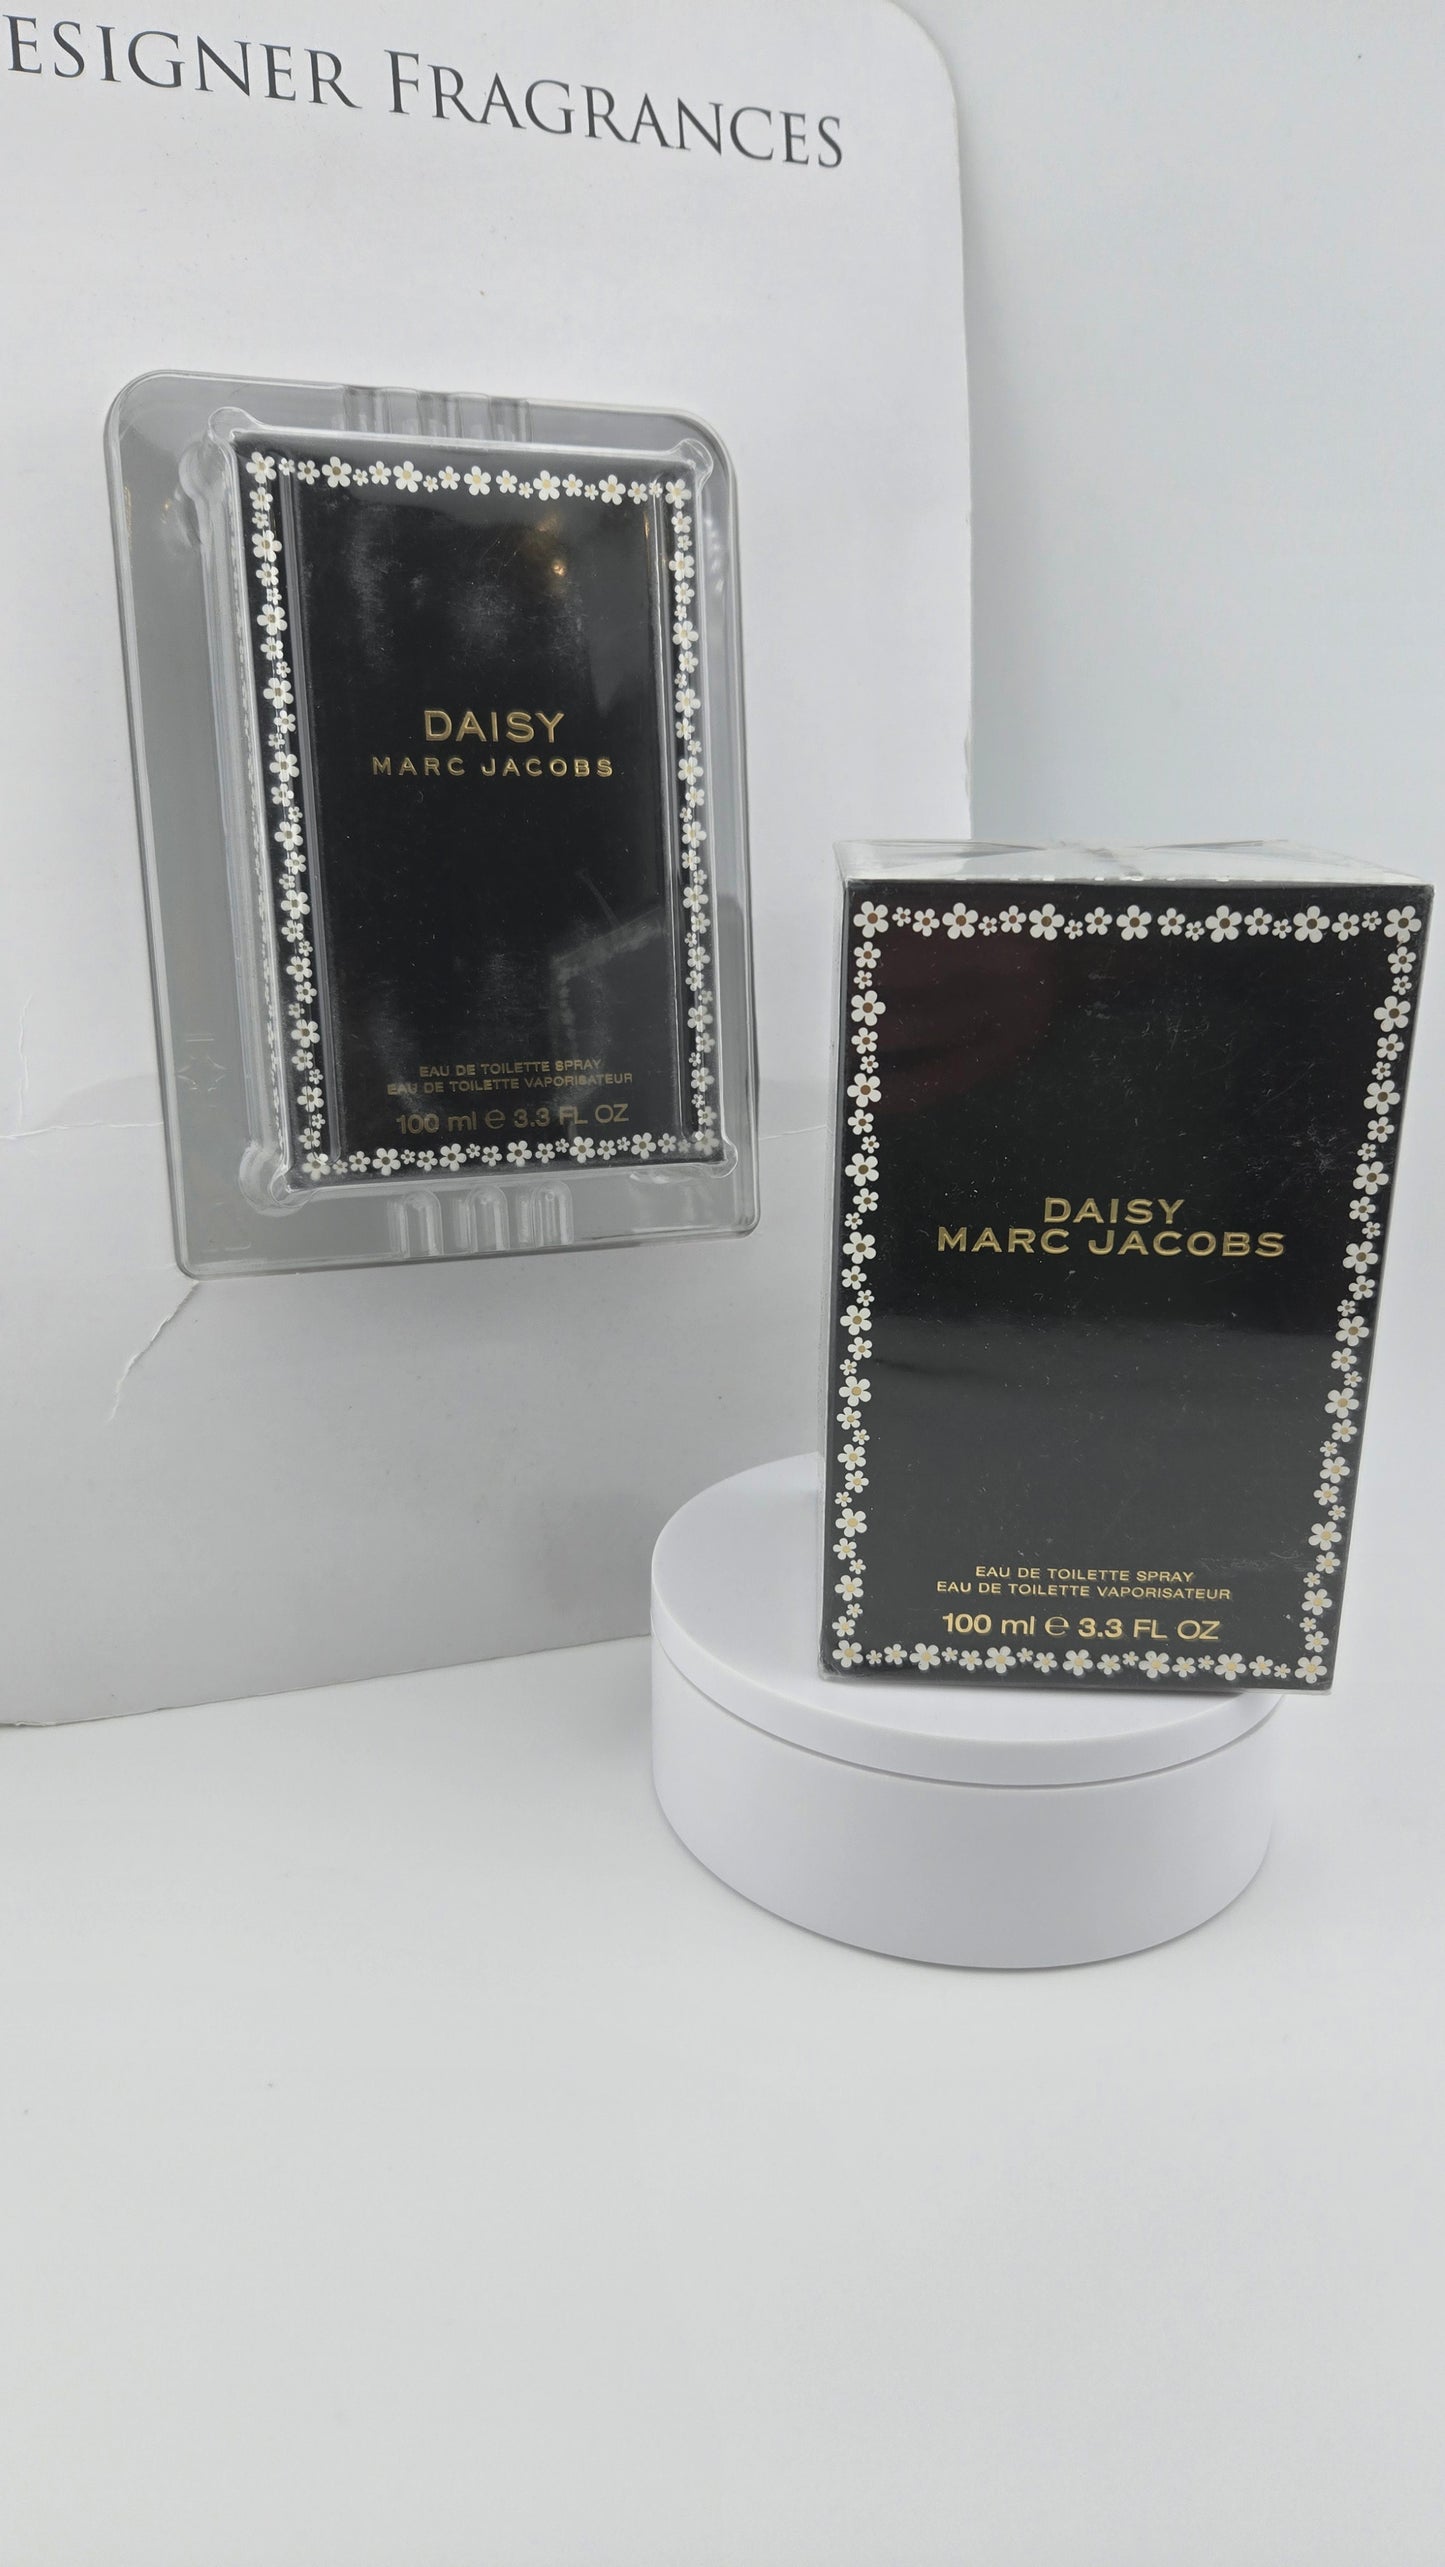 ESIGNER FRAGRANCES
DAISY
MARC JACOBS
EAU DE TOILETTE SPRAY
EAU DE TOILETTE VAPORISATEUR
100 ml e 3.3 FL OZ
DAISY
MARC JACOBS
EAU DE TOILETTE SPRAY
EAU DE TOILETTE VAPORISATEUR
100 ml e 3.3 FL OZ